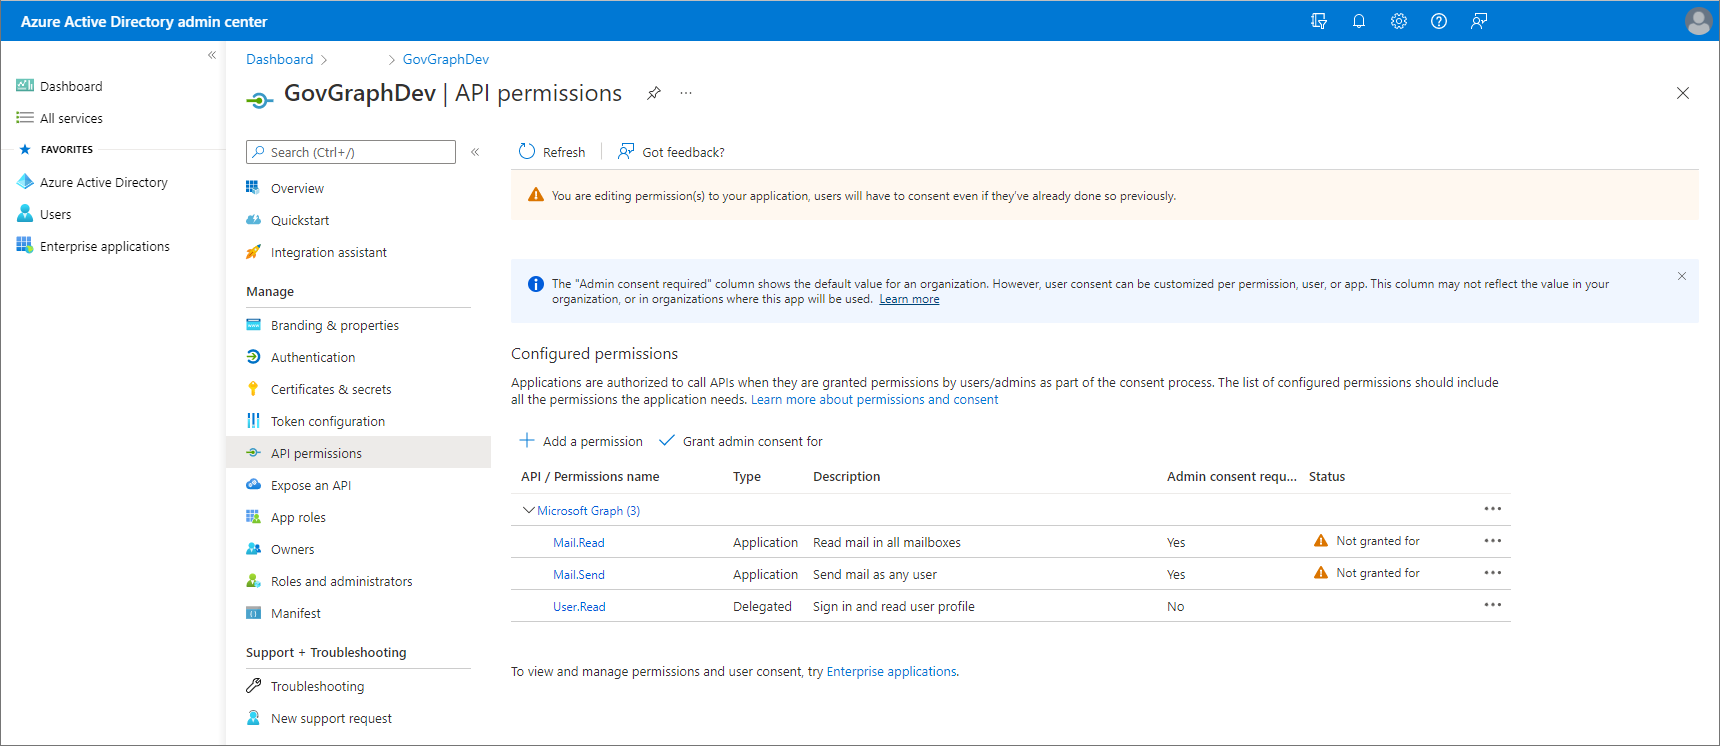 Azure Active Directory admin center
Dashboard
All services
FAVORITES
Azure Active Directory
Users
Enterprise applications
Dashboard > > GovGraphDev
GovGraphDev | API permissions
Search (Ctrl+/)
Overview
Quickstart
Integration assistant
Manage
Branding & properties
Authentication
Certificates & secrets
Token configuration
API permissions
Expose an API
App roles
Owners
Roles and administrators
Manifest
Support + Troubleshooting
Troubleshooting
New support request
Refresh | Got feedback?
You are editing permission(s) to your application, users will have to consent even if they've already done so previously.
The "Admin consent required" column shows the default value for an organization. However, user consent can be customized per permission, user, or app. This column may not reflect the value in your
organization, or in organizations where this app will be used. Learn more
Configured permissions
Applications are authorized to call APIs when they are granted permissions by users/admins as part of the consent process. The list of configured permissions should include
all the permissions the application needs. Learn more about permissions and consent
Add a permission Grant admin consent for
API / Permissions name Type Description Admin consent requ... Status
Microsoft Graph (3)
Mail.Read Application Read mail in all mailboxes Yes Not granted for
Mail.Send Application Send mail as any user Yes Not granted for
User.Read Delegated Sign in and read user profile No
To view and manage permissions and user consent, try Enterprise applications.